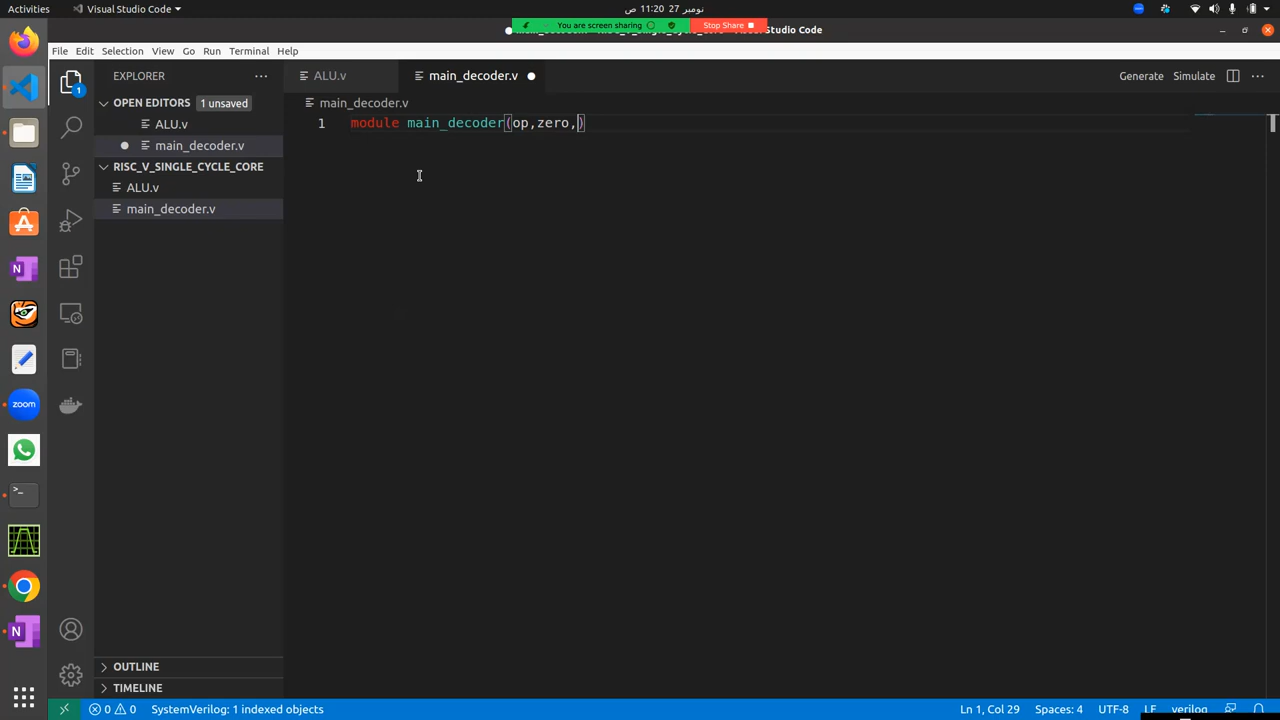 Activities
Visual Studio Code
نومبر 27 11:20 ص
You are screen sharing
Stop Share
Visual Studio Code
File Edit Selection View Go Run Terminal Help
EXPLORER
ALU.v
main_decoder.v
Generate
Simulate
OPEN EDITORS
1 unsaved
main_decoder.v
ALU.v
1 module main_decoder(op,zero,)
main_decoder.v
RISC_V_SINGLE_CYCLE_CORE
ALU.v
main_decoder.v
1
zoom
N
N
OUTLINE
TIMELINE
0 0
SystemVerilog: 1 indexed objects
Ln 1, Col 29
Spaces: 4
UTF-8
LF
verilog